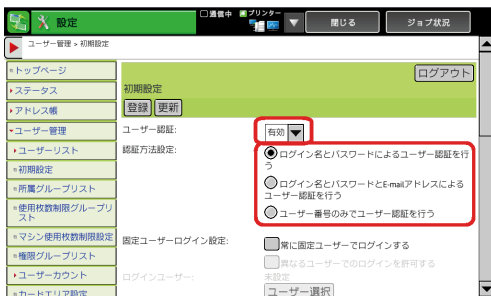 設定
通信中
プリンター
閉じる
ジョブ状況
ユーザー管理 > 初期設定
トップページ
ステータス
アドレス帳
ユーザー管理
ユーザーリスト
初期設定
所属グループリスト
使用枚数制限グループリ
スト
マシン使用枚数制限設定
権限グループリスト
ユーザーカウント
カードエリア設定
ログアウト
初期設定
登録 更新
ユーザー認証:
有効
認証方法設定:
ログイン名とパスワードによるユーザー認証を行
う
ログイン名とパスワードとE-mailアドレスによる
ユーザー認証を行う
ユーザー番号のみでユーザー認証を行う
固定ユーザーログイン設定:
常に固定ユーザーでログインする
異なるユーザーでのログインを許可する
ログインユーザー:
未設定
ユーザー選択